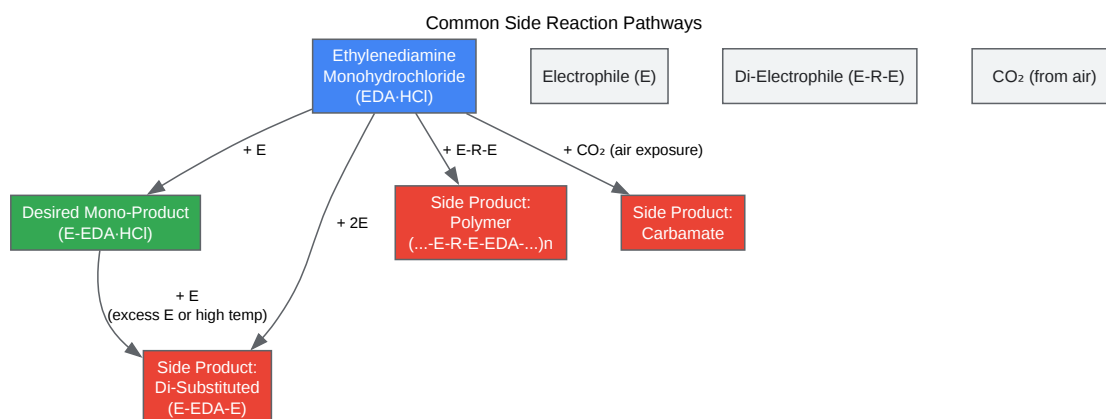 Common Side Reaction Pathways
Ethylenediamine
Monohydrochloride
(EDA·HCl)
Electrophile (E)
Di-Electrophile (E-R-E)
CO₂ (from air)
+ E
+ E-R-E
+ CO₂ (air exposure)
Desired Mono-Product
(E-EDA·HCl)
+ 2E
Side Product:
Polymer
(...-E-R-E-EDA-...)n
Side Product:
Carbamate
+ E
(excess E or high temp)
Side Product:
Di-Substituted
(E-EDA-E)